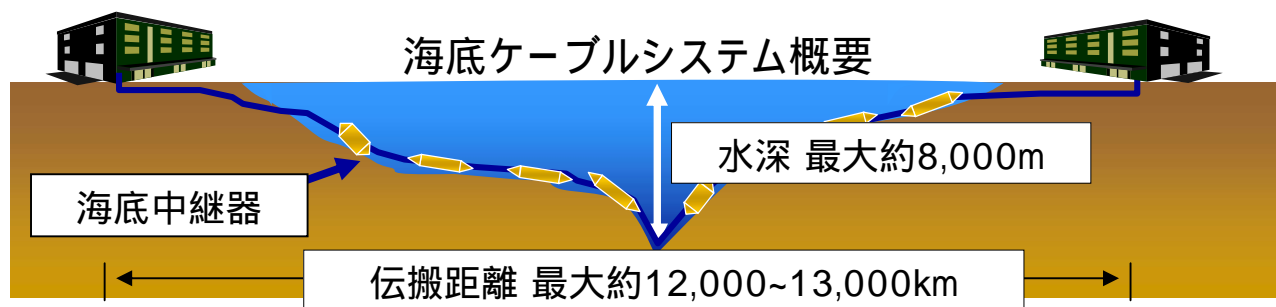 海底ケーブルシステム概要
水深 最大約8,000m
海底中継器
伝搬距離 最大約12,000~13,000km